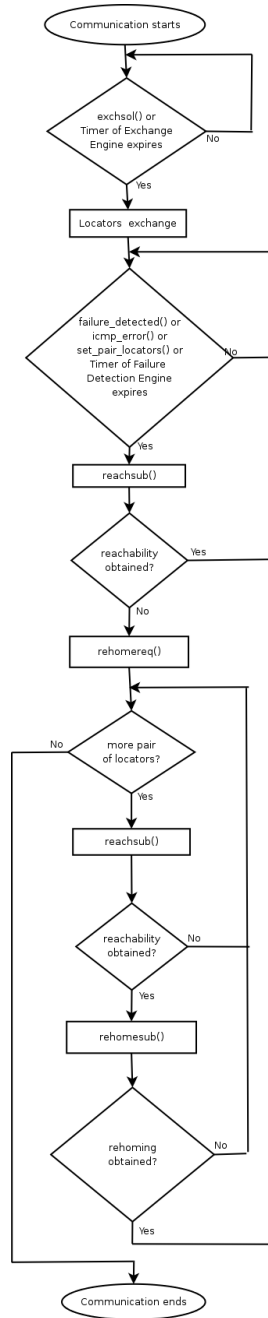 Communication starts
exchsol() or
Timer of Exchange
Engine expires
No
Yes
Locators exchange
failure_detected() or
icmp_error() or
set_pair_locators() or
Timer of Failure
Detection Engine
expires
No
Yes
reachsub()
reachability
obtained?
Yes
No
rehomereq()
more pair
of locators?
No
Yes
reachsub()
reachability
obtained?
No
Yes
rehomesub()
rehoming
obtained?
No
Yes
Communication ends